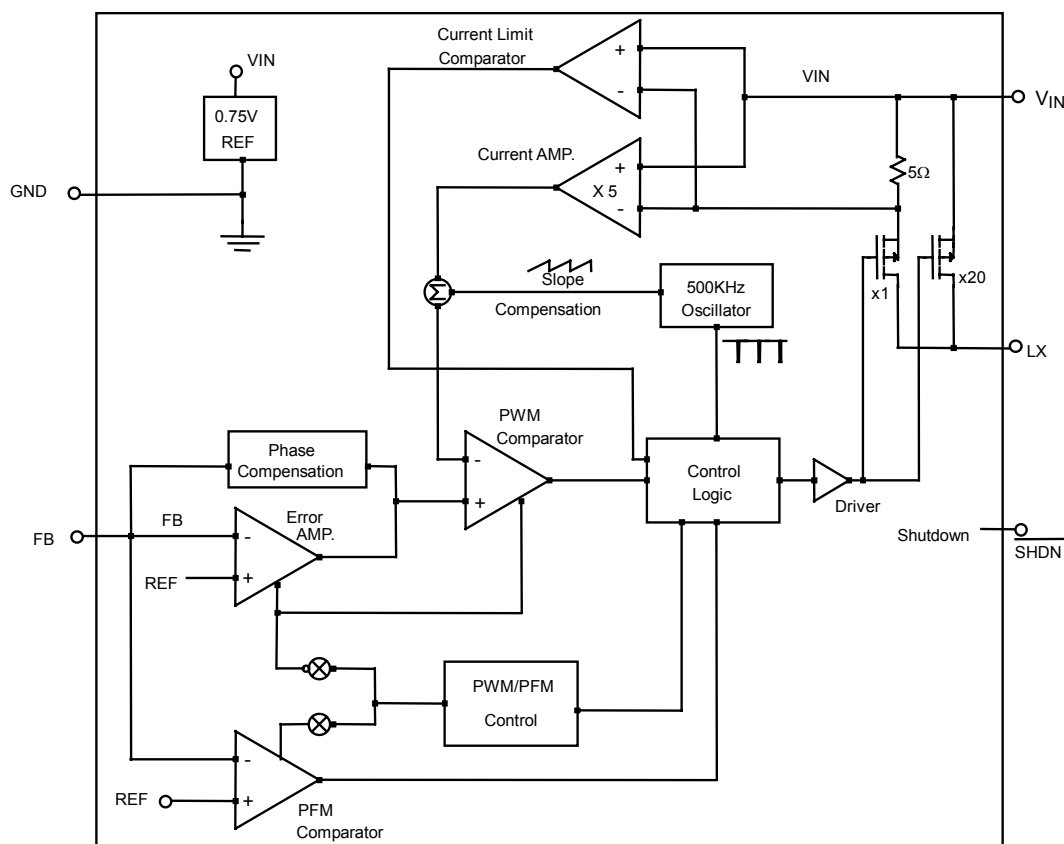 Current Limit
Comparator
VIN
VIN
VIN
0.75V
REF
Current AMP.
X 5
5Ω
GND
+
-
+
-
x1
x20
Σ
Slope
Compensation
500KHz
Oscillator
LX
PWM
Comparator
Phase
Compensation
-
+
Control
Logic
Driver
FB
FB
Error
AMP.
-
+
REF
Shutdown
SHDN
PWM/PFM
Control
-
+
REF
PFM
Comparator